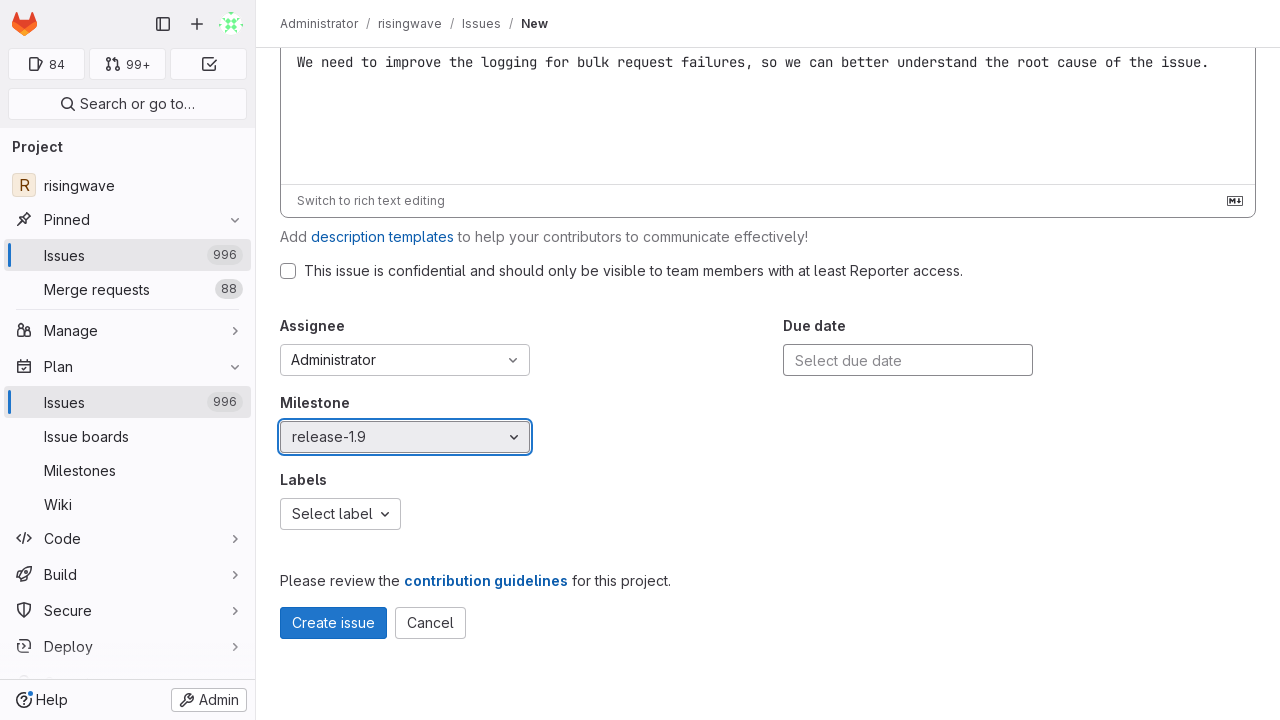 Administrator / risingwave / Issues / New
84
99+
Search or go to…
Project
R risingwave
Pinned
Issues 996
Merge requests 88
Manage
Plan
Issues 996
Issue boards
Milestones
Wiki
Code
Build
Secure
Deploy
Help
Admin
We need to improve the logging for bulk request failures, so we can better understand the root cause of the issue.
Switch to rich text editing
Add description templates to help your contributors to communicate effectively!
This issue is confidential and should only be visible to team members with at least Reporter access.
Assignee
Administrator
Due date
Select due date
Milestone
release-1.9
Labels
Select label
Please review the contribution guidelines for this project.
Create issue
Cancel